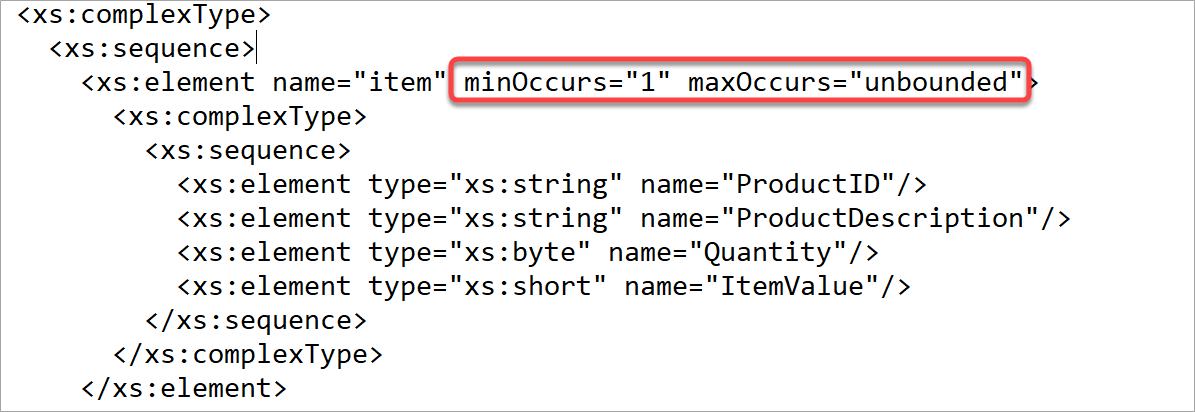 <xs:complexType>
<xs:sequence>
<xs:element name="item" minOccurs="1" maxOccurs="unbounded">
<xs:complexType>
<xs:sequence>
<xs:element type="xs:string" name="ProductID"/>
<xs:element type="xs:string" name="ProductDescription"/>
<xs:element type="xs:byte" name="Quantity"/>
<xs:element type="xs:short" name="ItemValue"/>
</xs:sequence>
</xs:complexType>
</xs:element>